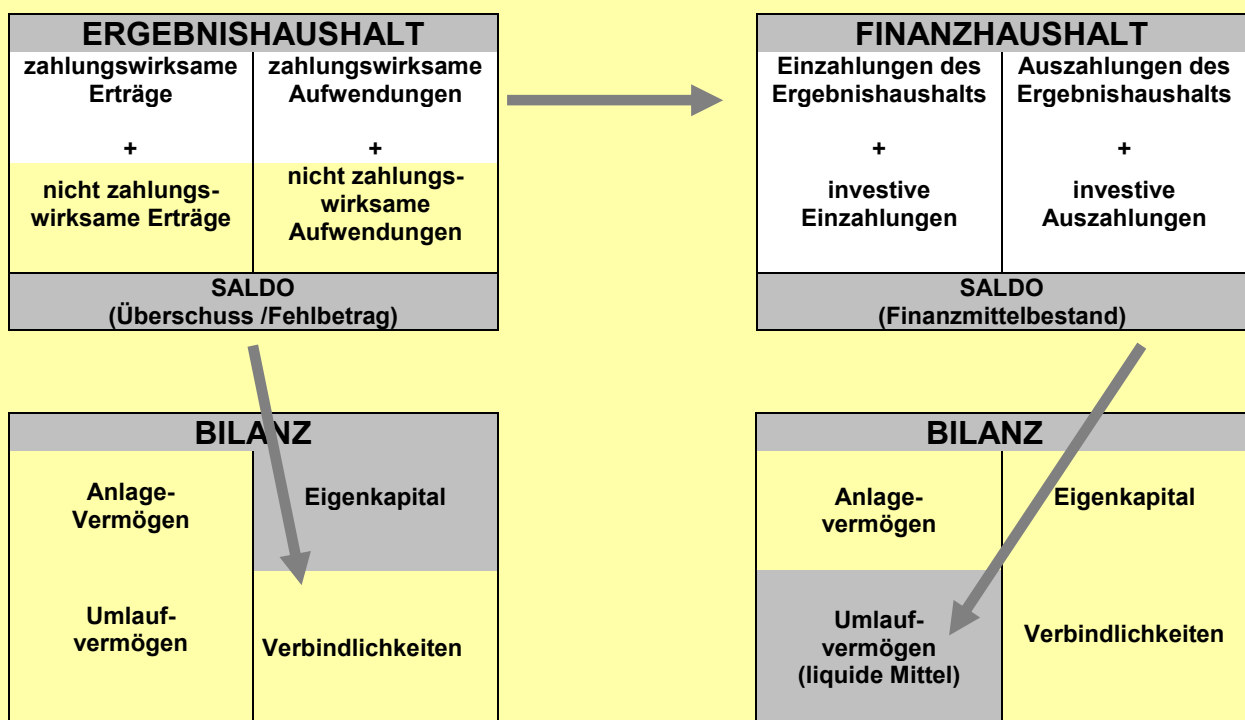 ERGEBNISHAUSHALT
zahlungswirksame
Erträge
+
nicht zahlungs-
wirksame Erträge
zahlungswirksame
Aufwendungen
+
nicht zahlungs-
wirksame
Aufwendungen
SALDO
(Überschuss /Fehlbetrag)
FINANZHAUSHALT
Einzahlungen des
Ergebnishaushalts
+
investive
Einzahlungen
Auszahlungen des
Ergebnishaushalts
+
investive
Auszahlungen
SALDO
(Finanzmittelbestand)
BILANZ
Anlage-
Vermögen
Umlauf-
vermögen
Eigenkapital
Verbindlichkeiten
BILANZ
Anlage-
vermögen
Umlauf-
vermögen
(liquide Mittel)
Eigenkapital
Verbindlichkeiten